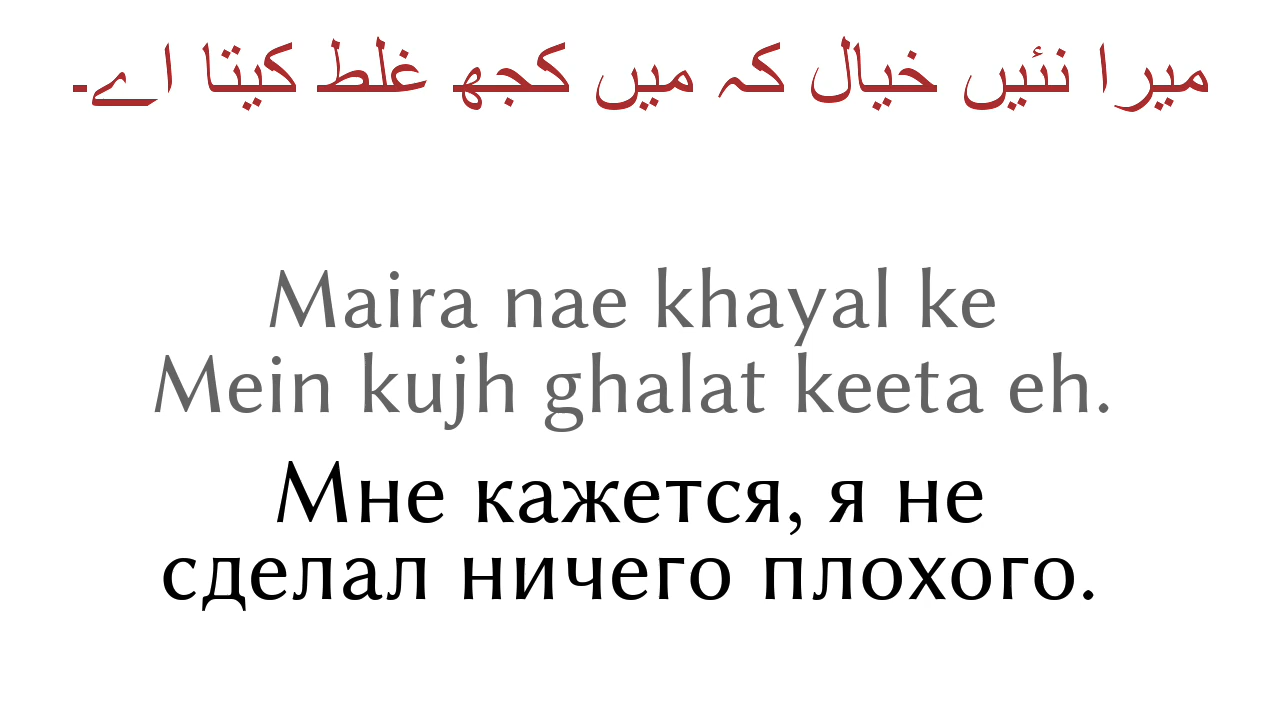 میرا نئیں خیال کہ میں کجھ غلط کیتا اے۔
Maira nae khayal ke
Mein kujh ghalat keeta eh.
Мне кажется, я не
сделал ничего плохого.